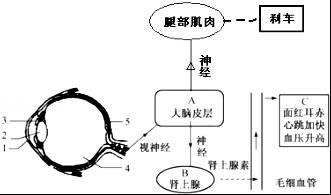 腿部肌肉
刹车
神经
A
大脑皮层
3
2
1
5
4
视神经
神经
B
肾上腺
肾上腺素
C
面红耳赤
心跳加快
血压升高
毛细血管